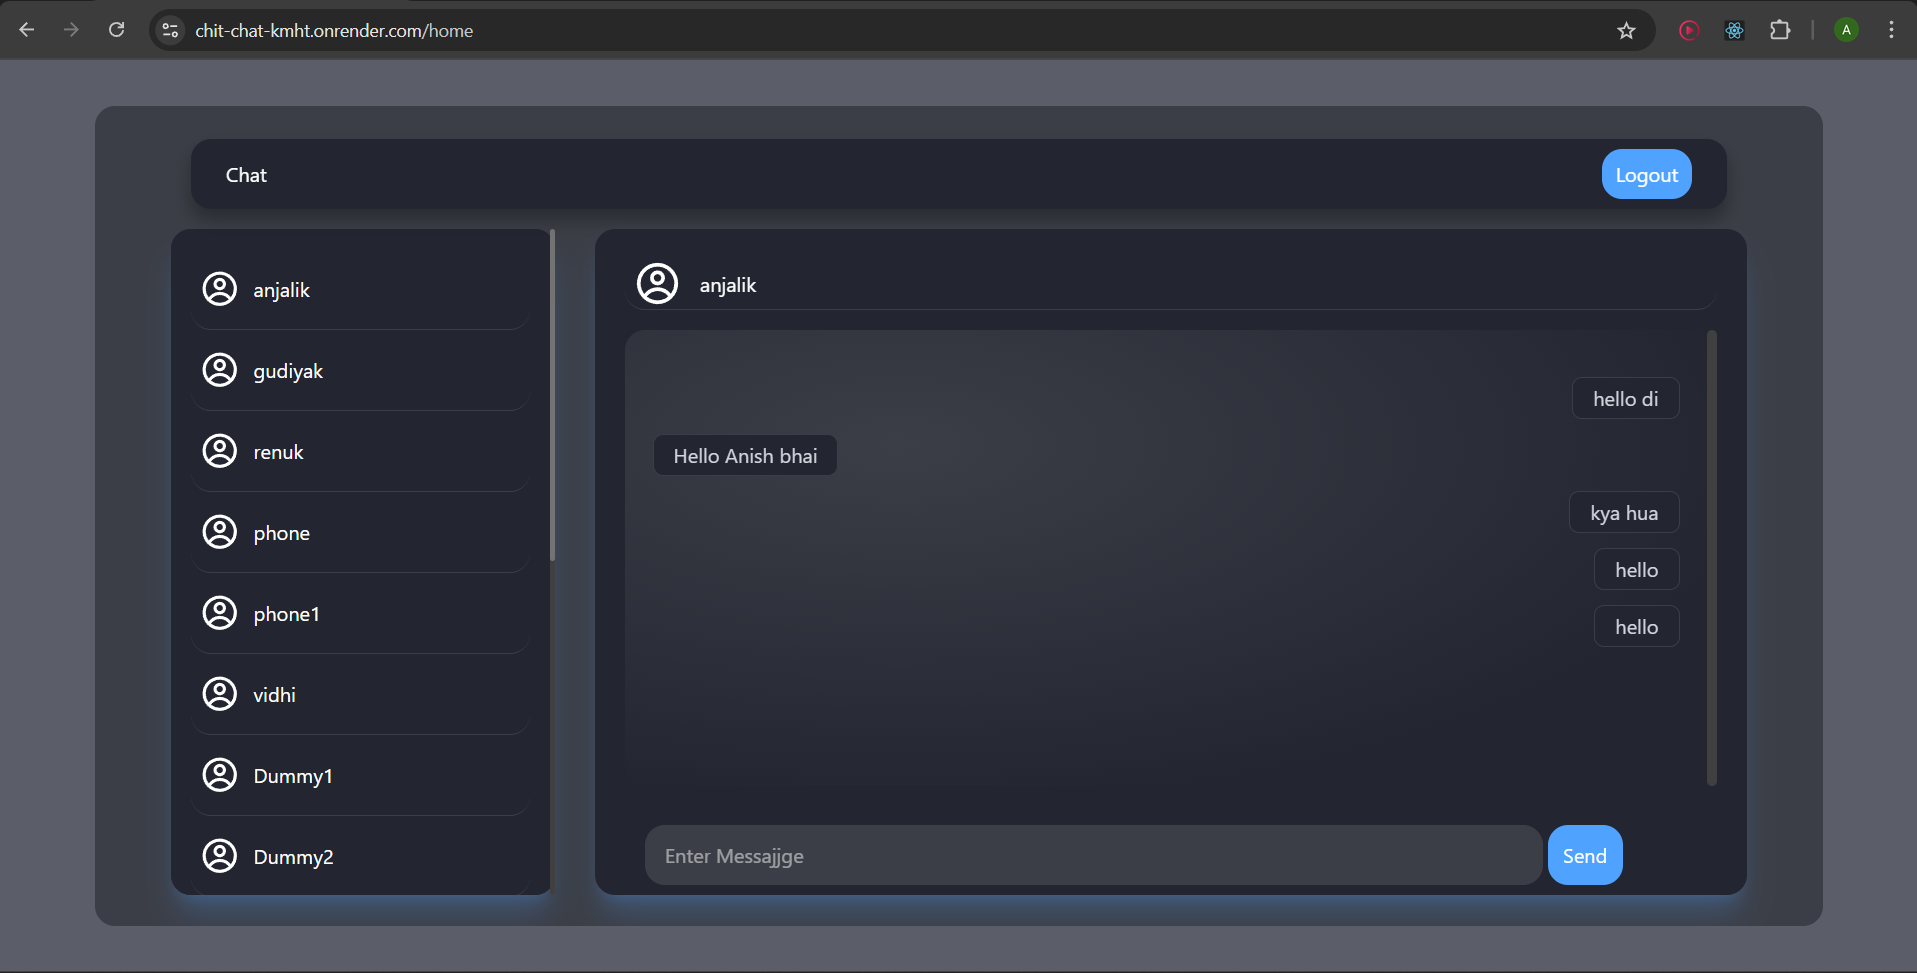 chit-chat-kmht.onrender.com/home
A
Chat
Logout
anjalik
gudiyak
renuk
phone
phone1
vidhi
Dummy1
Dummy2
anjalik
hello di
Hello Anish bhai
kya hua
hello
hello
Enter Messajjge
Send